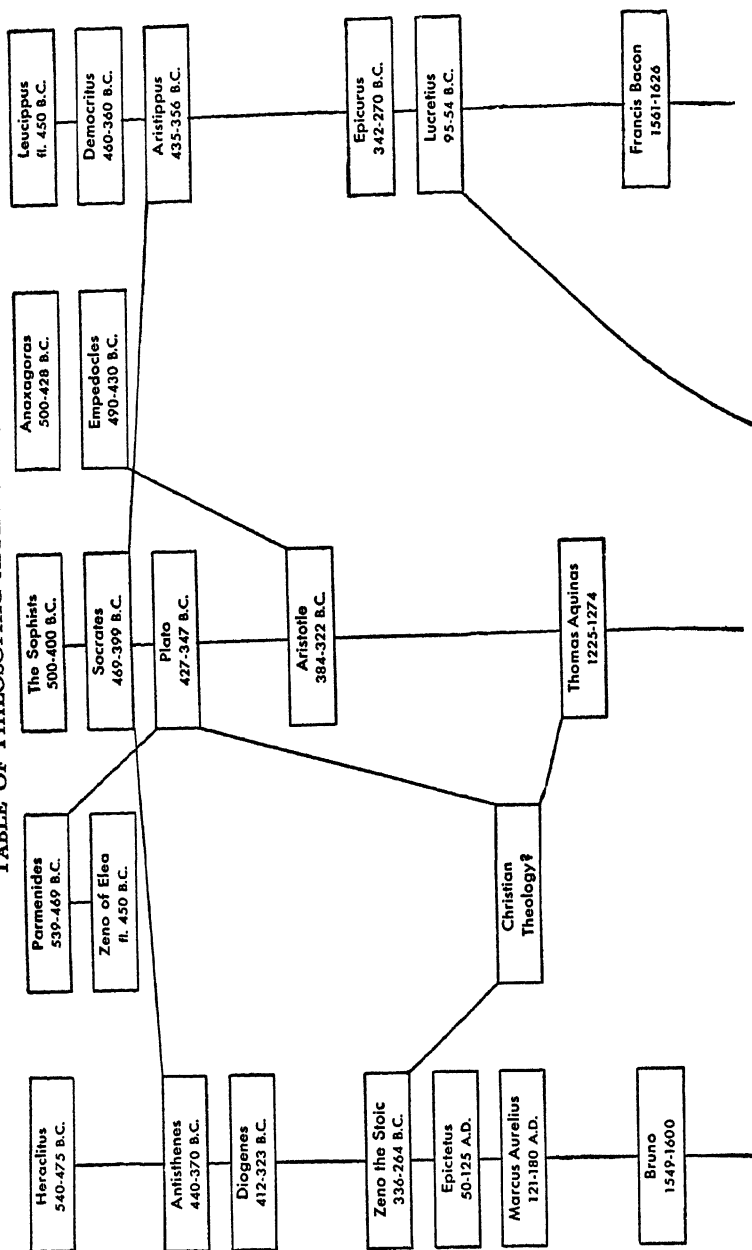 TABLE OF PHILOSOPHIC
Heraclitus
540-475 B.C.
Antisthenes
440-370 B.C.
Diogenes
412-323 B.C.
Zeno the Stoic
336-264 B.C.
Epictetus
50-125 A.D.
Marcus Aurelius
121-180 A.D.
Bruno
1549-1600
Parmenides
539-469 B.C.
Zeno of Elea
fl. 450 B.C.
Christian
Theology?
The Sophists
500-400 B.C.
Socrates
469-399 B.C.
Plato
427-347 B.C.
Aristotle
384-322 B.C.
Thomas Aquinas
1225-1274
Anaxagoras
500-428 B.C.
Empedocles
490-430 B.C.
Leucippus
fl. 450 B.C.
Democritus
460-360 B.C.
Aristippus
435-356 B.C.
Epicurus
342-270 B.C.
Lucretius
95-54 B.C.
Francis Bacon
1561-1626